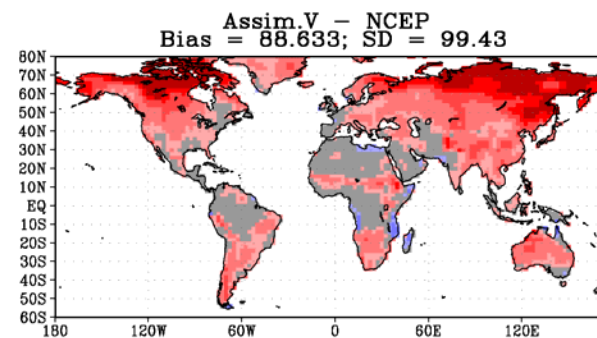 Assim.V – NCEP
Bias = 88.633; SD = 99.43
80N
70N
60N
50N
40N
30N
20N
10N
EQ
10S
20S
30S
40S
50S
60S
180 120W 60W 0 60E 120E